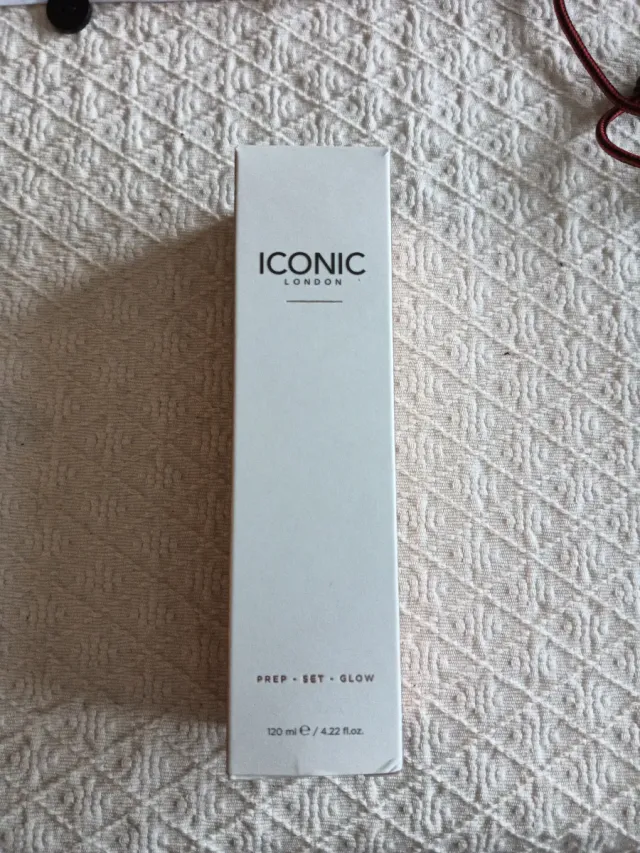 ICONIC
LONDON
PREP - SET - GLOW
120 ml ℮ / 4.22 fl.oz.